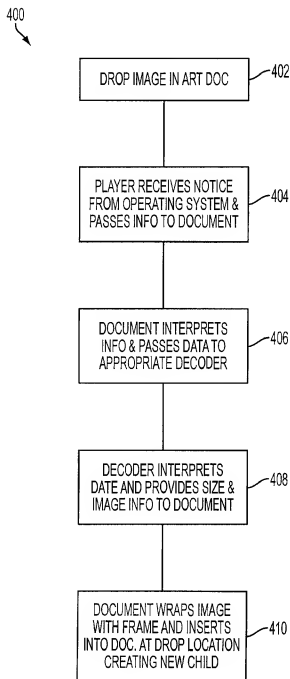 400
DROP IMAGE IN ART DOC
402
PLAYER RECEIVES NOTICE
FROM OPERATING SYSTEM &
PASSES INFO TO DOCUMENT
404
DOCUMENT INTERPRETS
INFO & PASSES DATA TO
APPROPRIATE DECODER
406
DECODER INTERPRETS
DATE AND PROVIDES SIZE &
IMAGE INFO TO DOCUMENT
408
DOCUMENT WRAPS IMAGE
WITH FRAME AND INSERTS
INTO DOC. AT DROP LOCATION
CREATING NEW CHILD
410